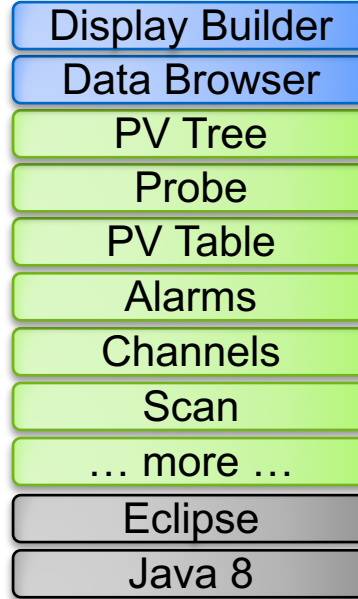 Display Builder
Data Browser
PV Tree
Probe
PV Table
Alarms
Channels
Scan
… more …
Eclipse
Java 8